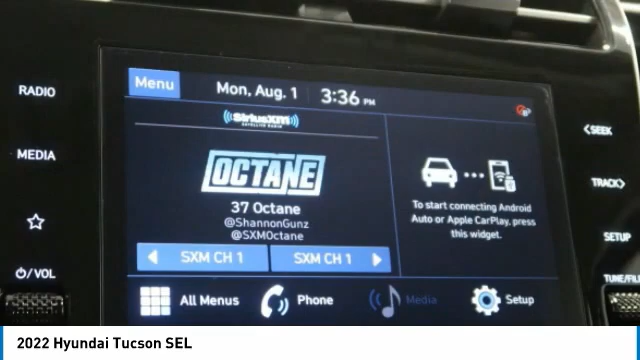 RADIO
MEDIA
/VOL
Menu
Mon, Aug. 1
3:36 PM
SiriusXM
SATELLITE RADIO
OCTANE
37 Octane
@ShannonGunz
@SXMOctane
SXM CH 1
SXM CH 1
To start connecting Android
Auto or Apple CarPlay, press
this widget.
All Menus
Phone
Media
Setup
SEEK
TRACK
SETUP
TUNE/FILE
2022 Hyundai Tucson SEL